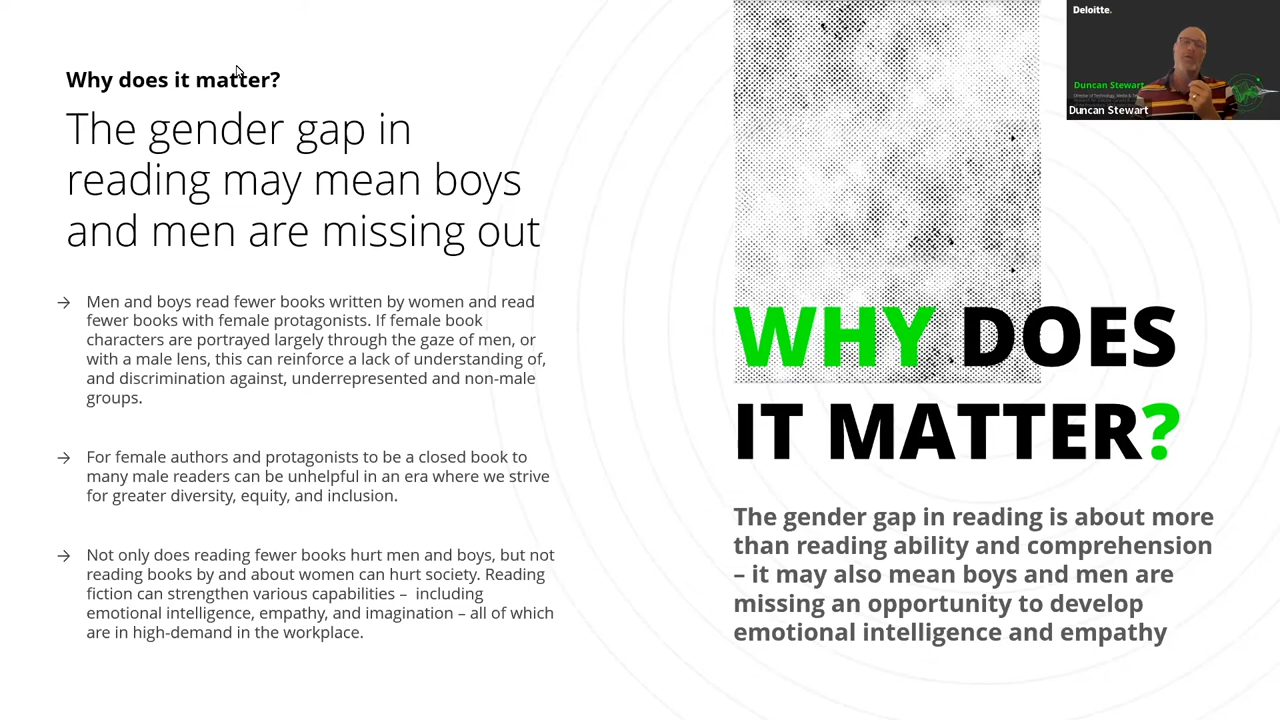 Why does it matter?
The gender gap in
reading may mean boys
and men are missing out
→ Men and boys read fewer books written by women and read
fewer books with female protagonists. If female book
characters are portrayed largely through the gaze of men, or
with a male lens, this can reinforce a lack of understanding of,
and discrimination against, underrepresented and non-male
groups.
→ For female authors and protagonists to be a closed book to
many male readers can be unhelpful in an era where we strive
for greater diversity, equity, and inclusion.
→ Not only does reading fewer books hurt men and boys, but not
reading books by and about women can hurt society. Reading
fiction can strengthen various capabilities – including
emotional intelligence, empathy, and imagination – all of which
are in high-demand in the workplace.
WHY DOES
IT MATTER?
The gender gap in reading is about more
than reading ability and comprehension
– it may also mean boys and men are
missing an opportunity to develop
emotional intelligence and empathy
Deloitte.
Duncan Stewart
Duncan Stewart